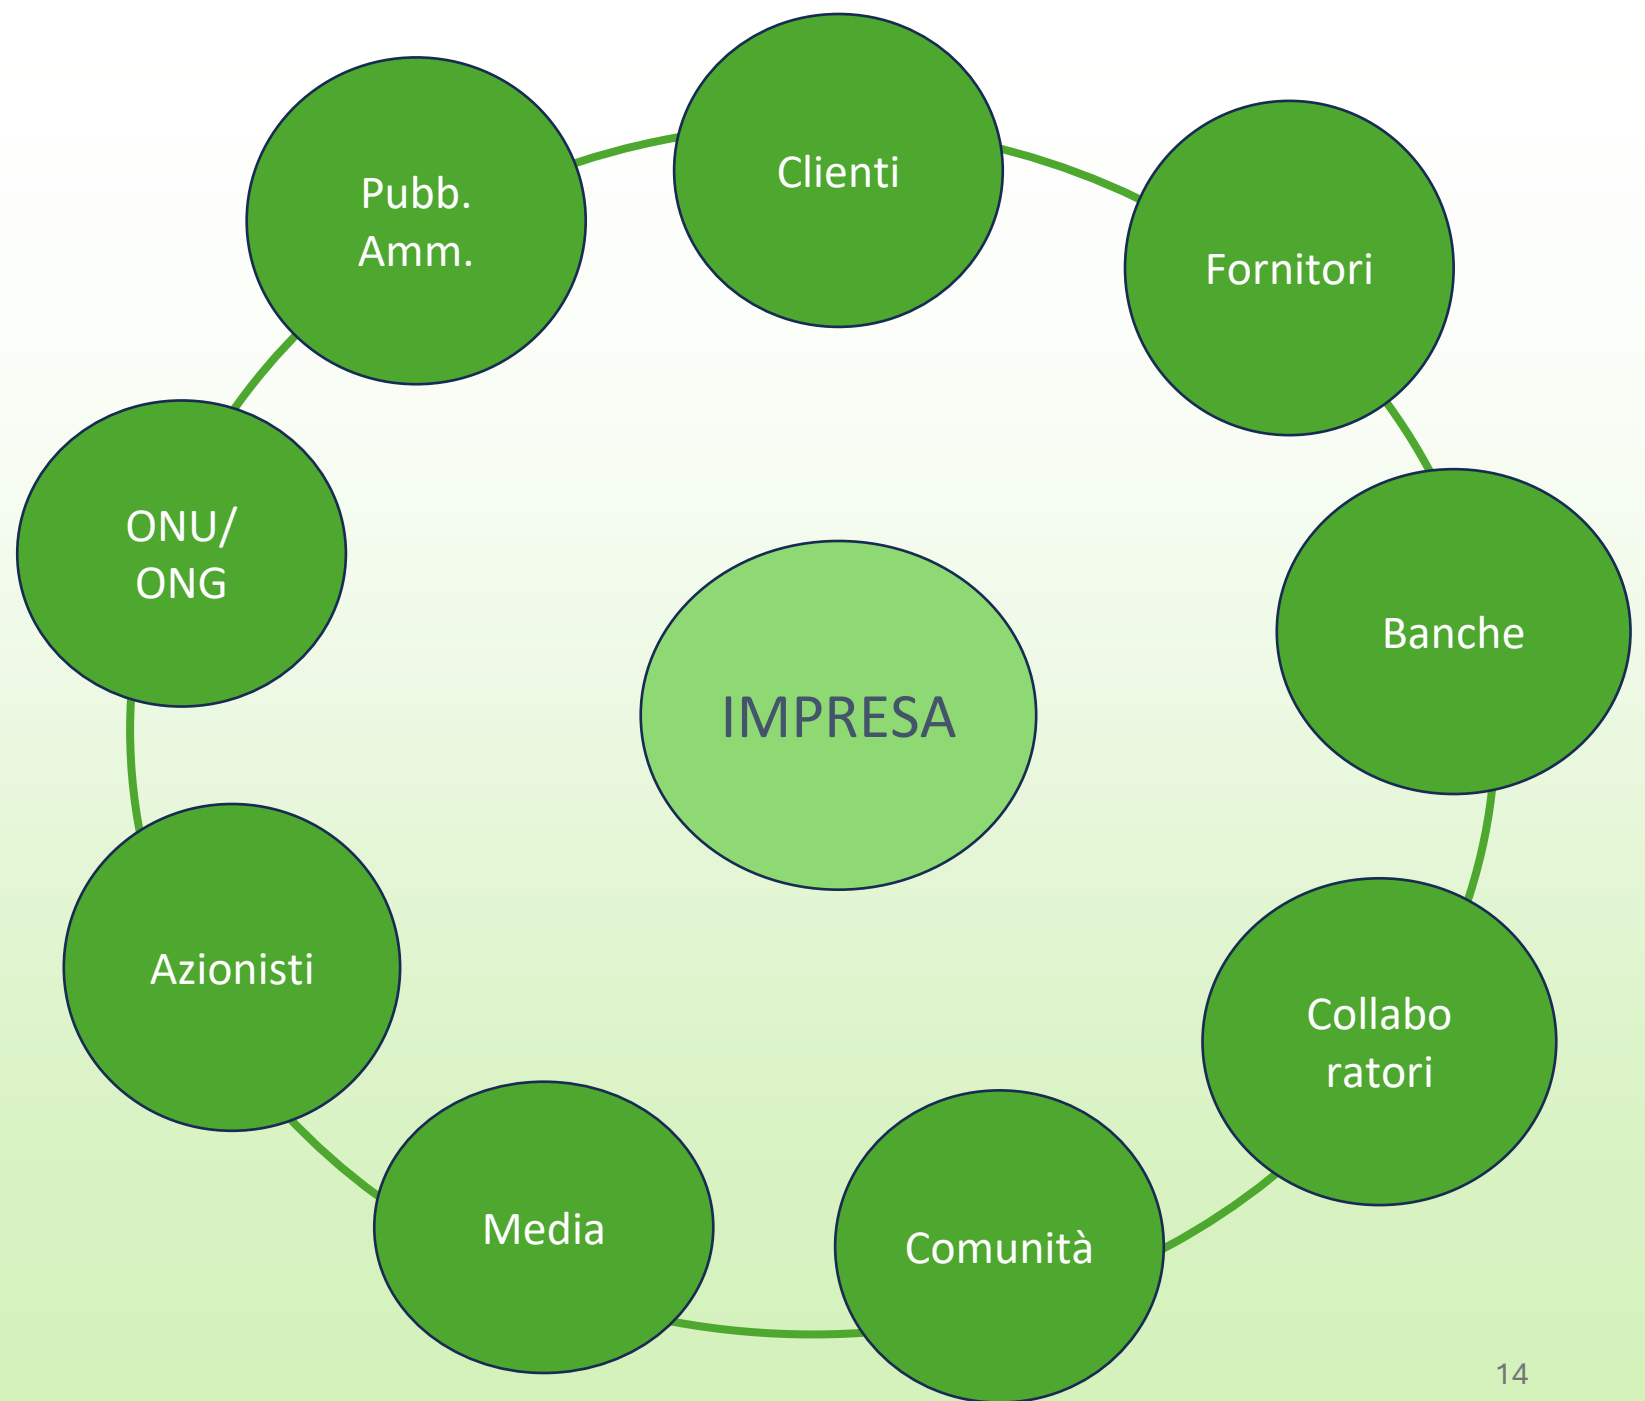 Clienti
Fornitori
Banche
Collabo
ratori
Comunità
Media
Azionisti
ONU/
ONG
Pubb.
Amm.
IMPRESA
14